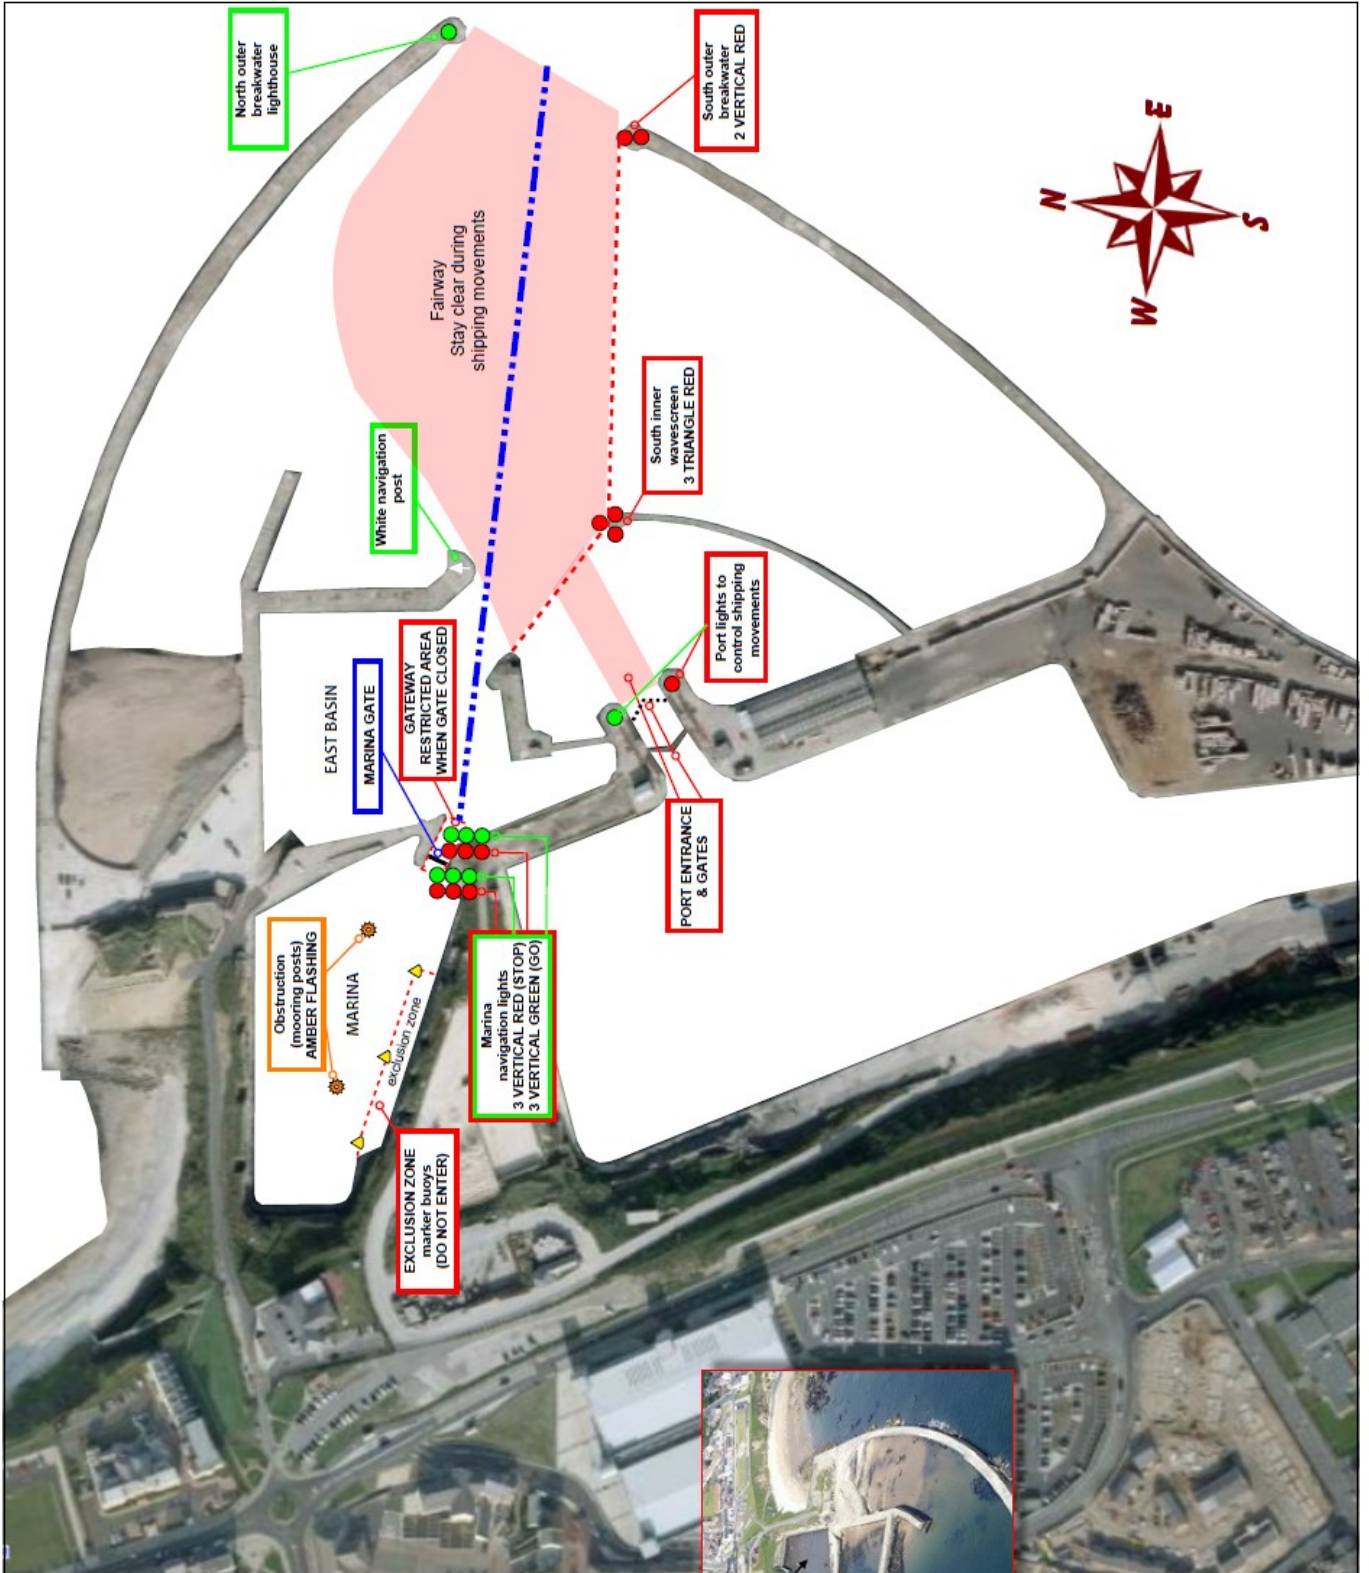 North outer
breakwater
lighthouse
South outer
breakwater
2 VERTICAL RED
N
E
S
W
Fairway
Stay clear during
shipping movements
White navigation
post
South inner
wavescreen
3 TRIANGLE RED
Port lights to
control shipping
movements
EAST BASIN
MARINA GATE
GATEWAY
RESTRICTED AREA
WHEN GATE CLOSED
PORT ENTRANCE
& GATES
Obstruction
(mooring posts)
AMBER FLASHING
MARINA
exclusion zone
Marina
navigation lights
3 VERTICAL RED (STOP)
3 VERTICAL GREEN (GO)
EXCLUSION ZONE
marker buoys
(DO NOT ENTER)